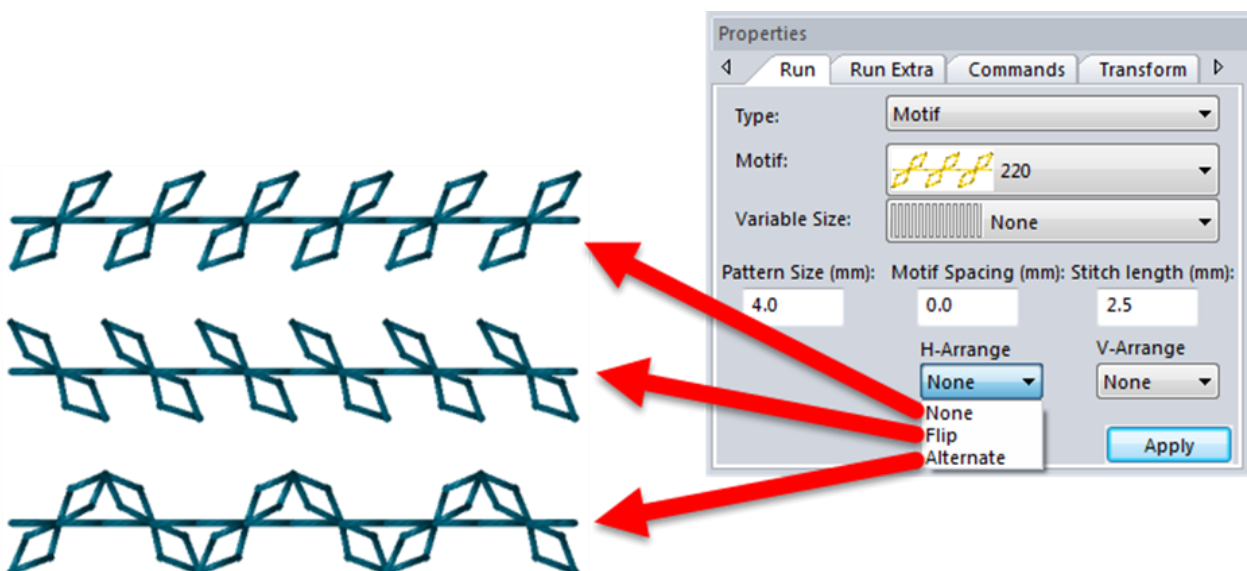 Properties
Run Run Extra Commands Transform
Type: Motif
Motif: 220
Variable Size: None
Pattern Size (mm): Motif Spacing (mm): Stitch length (mm):
4.0 0.0 2.5
H-Arrange V-Arrange
None None
None
Flip
Alternate
Apply